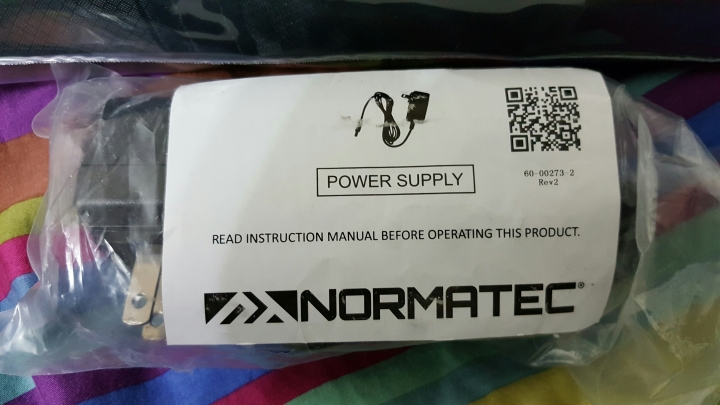 60-00273-2
Rev2
POWER SUPPLY
READ INSTRUCTION MANUAL BEFORE OPERATING THIS PRODUCT.
NORMATEC®